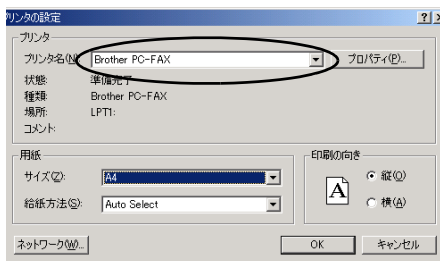 プリンタの設定
プリンタ
プリンタ名(N): Brother PC-FAX プロパティ(P)...
状態: 準備完了
種類: Brother PC-FAX
場所: LPT1:
コメント:
用紙
サイズ(Z): A4
給紙方法(S): Auto Select
印刷の向き
A
縦(O)
横(A)
ネットワーク(W)... OK キャンセル